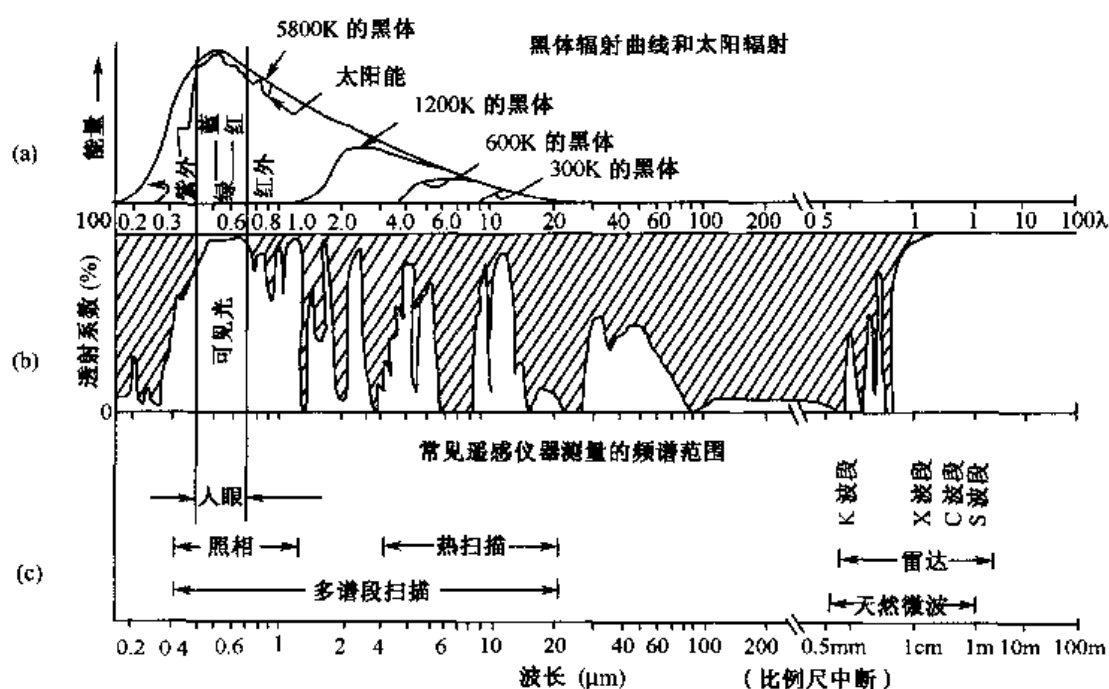 黑体辐射曲线和太阳辐射
5800K 的黑体
太阳能
1200K 的黑体
600K 的黑体
300K 的黑体
(a)
能量
紫外
蓝
绿
红
红外
0.2 0.3 0.6 0.8 1.0 2.0 4.0 6.0 10 20 40 60 100 200 0.5 1 1 10 100λ
(b)
透射系数 (%)
100
0
可见光
常见遥感仪器测量的频谱范围
(c)
人眼
照相
热扫描
多谱段扫描
K 波段
X 波段
C 波段
S 波段
雷达
天然微波
0.2 0 4 0.6 1 2 4 6 10 20 40 60 100 200 0.5mm 1cm 1m 10m 100m
波长 (μm)
(比例尺中断)